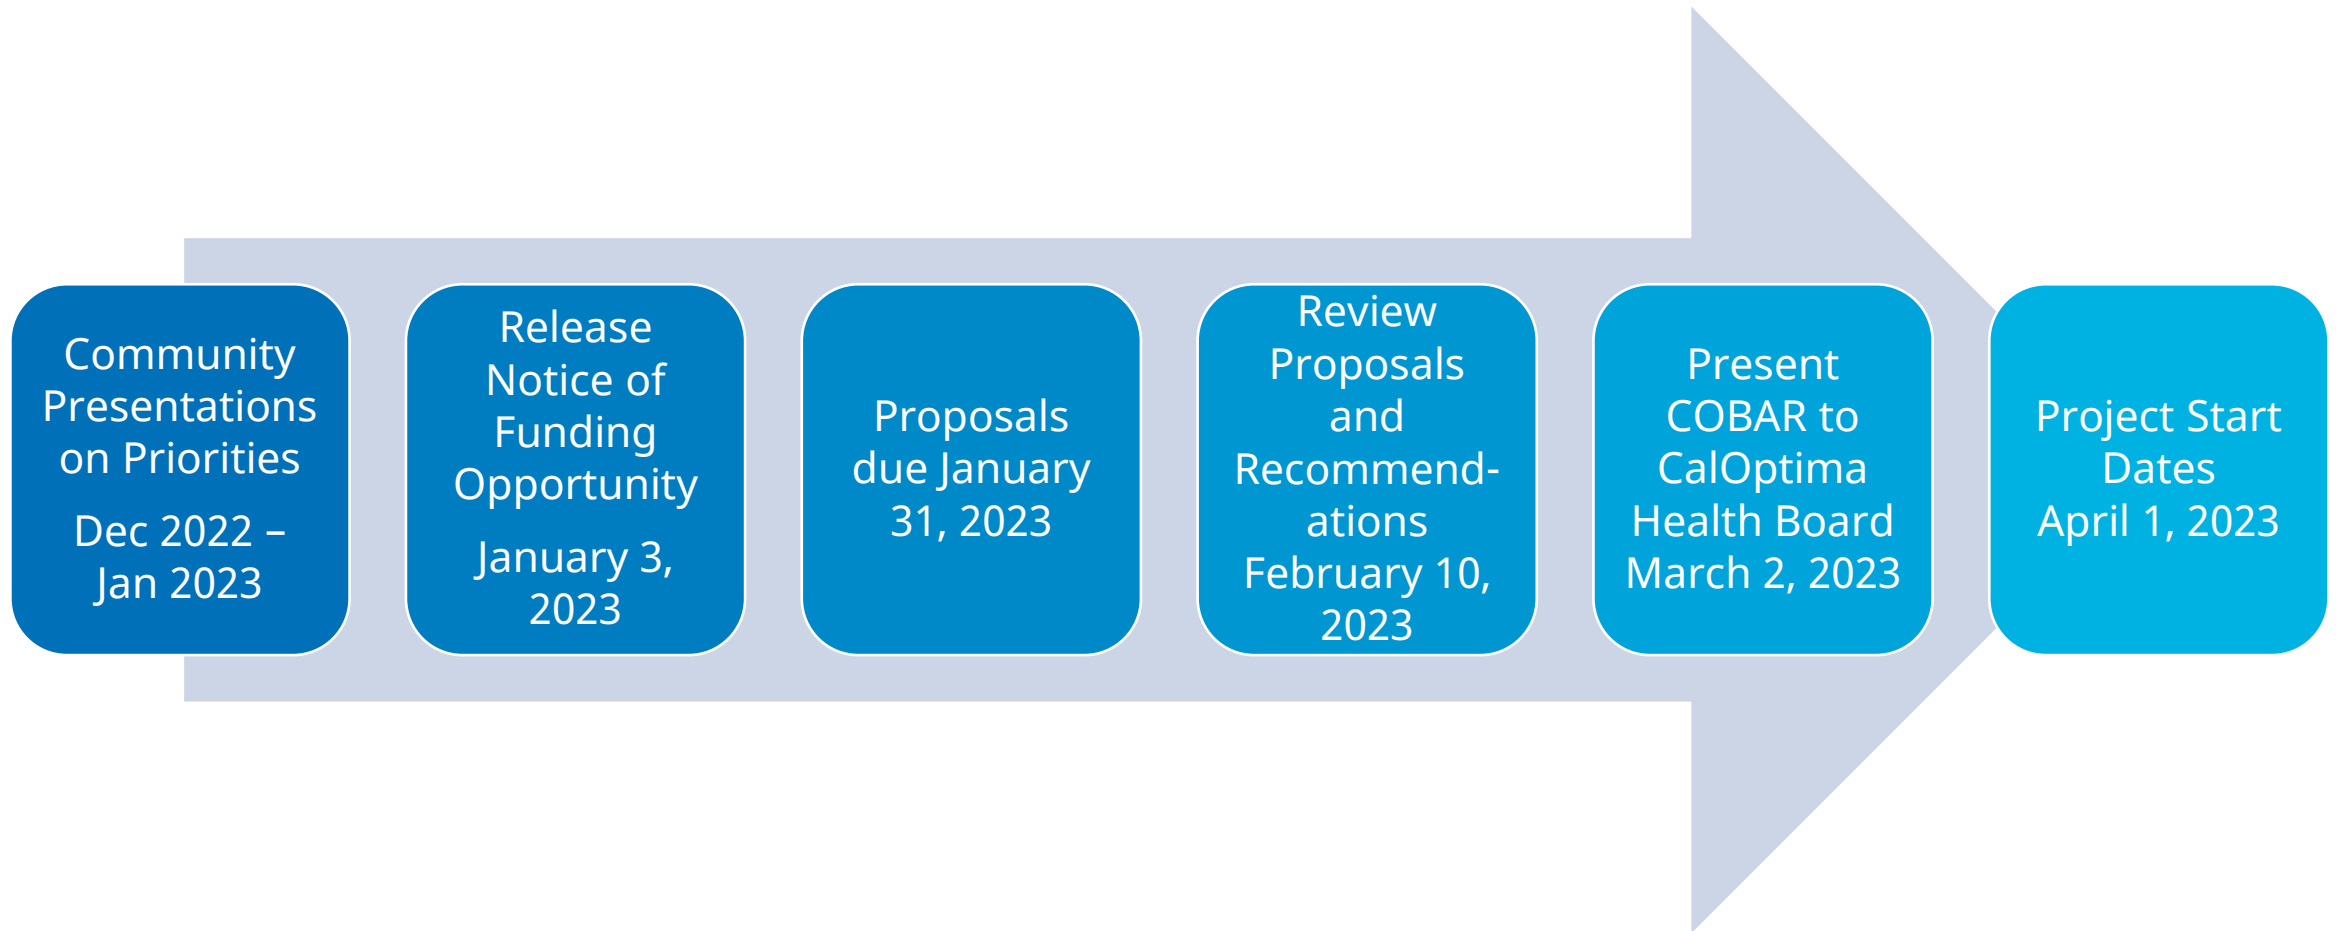 Community
Presentations
on Priorities
Dec 2022 –
Jan 2023
Release
Notice of
Funding
Opportunity
January 3,
2023
Proposals
due January
31, 2023
Review
Proposals
and
Recommend-
ations
February 10,
2023
Present
COBAR to
CalOptima
Health Board
March 2, 2023
Project Start
Dates
April 1, 2023